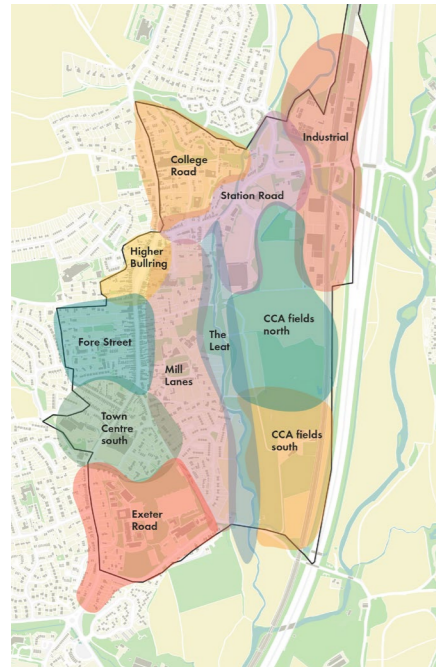 Industrial
College
Road
Station Road
Higher
Bullring
Fore Street
The
Leat
CCA fields
north
Mill
Lanes
Town
Centre
south
CCA fields
south
Exeter
Road